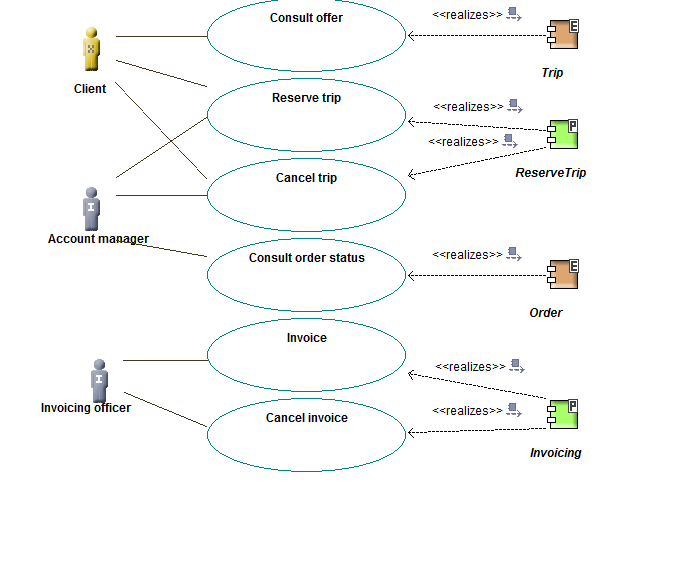 Consult offer
<<realizes>>
E
Trip
X
Client
Reserve trip
<<realizes>>
<<realizes>>
P
ReserveTrip
Cancel trip
I
Account manager
Consult order status
<<realizes>>
E
Order
Invoice
<<realizes>>
I
Invoicing officer
Cancel invoice
<<realizes>>
P
Invoicing